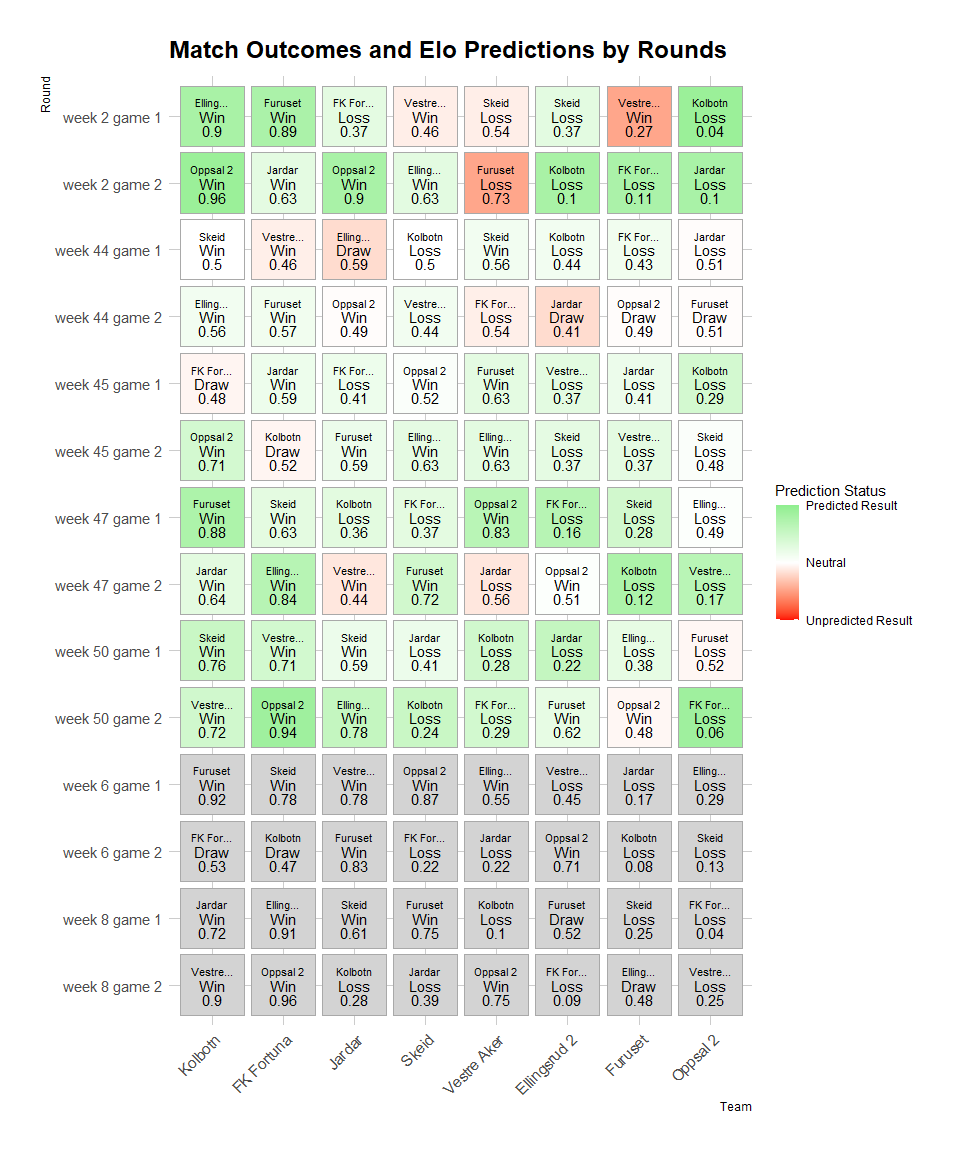 Match Outcomes and Elo Predictions by Rounds
Round
week 2 game 1
Elling... Furuset FK For... Vestre... Skeid Skeid Vestre... Kolbotn
Win Win Loss Win Loss Loss Win Loss
0.9 0.89 0.37 0.46 0.54 0.37 0.27 0.04
week 2 game 2
Oppsal 2 Jardar Oppsal 2 Elling... Furuset Kolbotn FK For... Jardar
Win Win Win Win Loss Loss Loss Loss
0.96 0.63 0.9 0.63 0.73 0.1 0.11 0.1
week 44 game 1
Skeid Vestre... Elling... Kolbotn Skeid Kolbotn FK For... Jardar
Win Win Draw Loss Win Loss Loss Loss
0.5 0.46 0.59 0.5 0.56 0.44 0.43 0.51
week 44 game 2
Elling... Furuset Oppsal 2 Vestre... FK For... Jardar Oppsal 2 Furuset
Win Win Win Loss Loss Draw Draw Draw
0.56 0.57 0.49 0.44 0.54 0.41 0.49 0.51
week 45 game 1
FK For... Jardar FK For... Oppsal 2 Furuset Vestre... Jardar Kolbotn
Draw Win Loss Win Win Loss Loss Loss
0.48 0.59 0.41 0.52 0.63 0.37 0.41 0.29
week 45 game 2
Oppsal 2 Kolbotn Furuset Elling... Elling... Skeid Vestre... Skeid
Win Draw Win Win Win Loss Loss Loss
0.71 0.52 0.59 0.63 0.63 0.37 0.37 0.48
week 47 game 1
Furuset Skeid Kolbotn FK For... Oppsal 2 FK For... Skeid Elling...
Win Win Loss Loss Win Loss Loss Loss
0.88 0.63 0.36 0.37 0.83 0.16 0.28 0.49
week 47 game 2
Jardar Elling... Vestre... Furuset Jardar Oppsal 2 Kolbotn Vestre...
Win Win Win Win Loss Win Loss Loss
0.64 0.84 0.44 0.72 0.56 0.51 0.12 0.17
week 50 game 1
Skeid Vestre... Skeid Jardar Kolbotn Jardar Elling... Furuset
Win Win Win Loss Loss Loss Loss Loss
0.76 0.71 0.59 0.41 0.28 0.22 0.38 0.52
week 50 game 2
Vestre... Oppsal 2 Elling... Kolbotn FK For... Furuset Oppsal 2 FK For...
Win Win Win Loss Loss Win Win Loss
0.72 0.94 0.78 0.24 0.29 0.62 0.48 0.06
week 6 game 1
Furuset Skeid Vestre... Oppsal 2 Elling... Vestre... Jardar Elling...
Win Win Win Win Win Loss Loss Loss
0.92 0.78 0.78 0.87 0.55 0.45 0.17 0.29
week 6 game 2
FK For... Kolbotn Furuset FK For... Jardar Oppsal 2 Kolbotn Skeid
Draw Draw Win Loss Loss Win Loss Loss
0.53 0.47 0.83 0.22 0.22 0.71 0.08 0.13
week 8 game 1
Jardar Elling... Skeid Furuset Kolbotn Furuset Skeid FK For...
Win Win Win Win Loss Draw Loss Loss
0.72 0.91 0.61 0.75 0.1 0.52 0.25 0.04
week 8 game 2
Vestre... Oppsal 2 Kolbotn Jardar Oppsal 2 FK For... Elling... Vestre...
Win Win Loss Loss Win Loss Draw Loss
0.9 0.96 0.28 0.39 0.75 0.09 0.48 0.25
Kolbotn FK Fortuna Jardar Skeid Vestre Aker Ellingsrud 2 Furuset Oppsal 2
Team
Prediction Status
Predicted Result
Neutral
Unpredicted Result